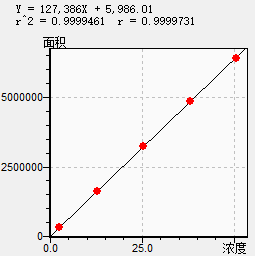 Y = 127,386X + 5,986.01
r^2 = 0.9999461 r = 0.9999731
面积
5000000
2500000
0
0.0 25.0 浓度